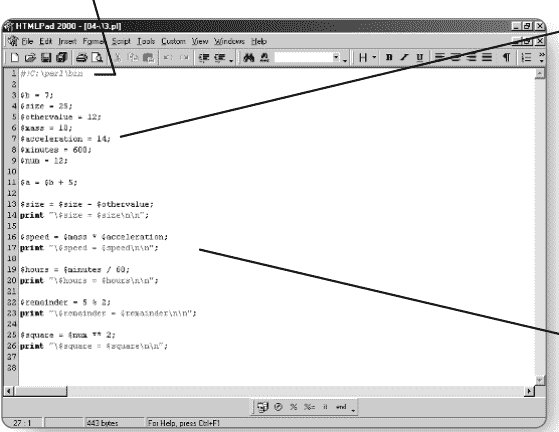 HTMLPad 2000 - [04-03.pl]
File Edit Insert Format Script Tools Custom View Windows Help
H B I U ¶
1 #!C:\perl\bin
2
3 $b = 7;
4 $size = 25;
5 $othervalue = 12;
6 $mass = 18;
7 $acceleration = 14;
8 $minutes = 600;
9 $num = 12;
10
11 $a = $b + 5;
12
13 $size = $size - $othervalue;
14 print "\$size = $size\n\n";
15
16 $speed = $mass * $acceleration;
17 print "\$speed = $speed\n\n";
18
19 $hours = $minutes / 60;
20 print "\$hours = $hours\n\n";
21
22 $remainder = 5 % 2;
23 print "\$remainder = $remainder\n\n";
24
25 $square = $num ** 2;
26 print "\$square = $square\n\n";
27
28
% %= it end
27 : 1 443 bytes For Help, press Ctrl+F1